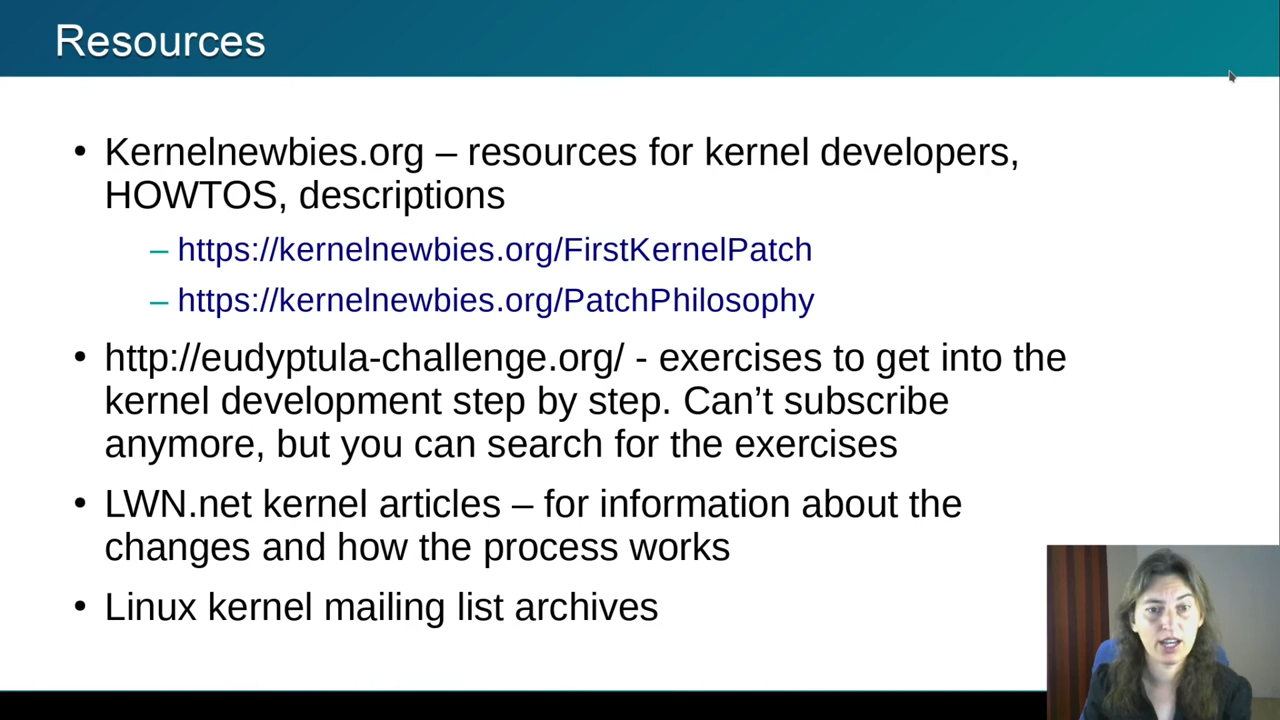 Resources
• Kernelnewbies.org – resources for kernel developers,
HOWTOS, descriptions
– https://kernelnewbies.org/FirstKernelPatch
– https://kernelnewbies.org/PatchPhilosophy
• http://eudyptula-challenge.org/ - exercises to get into the
kernel development step by step. Can’t subscribe
anymore, but you can search for the exercises
• LWN.net kernel articles – for information about the
changes and how the process works
• Linux kernel mailing list archives